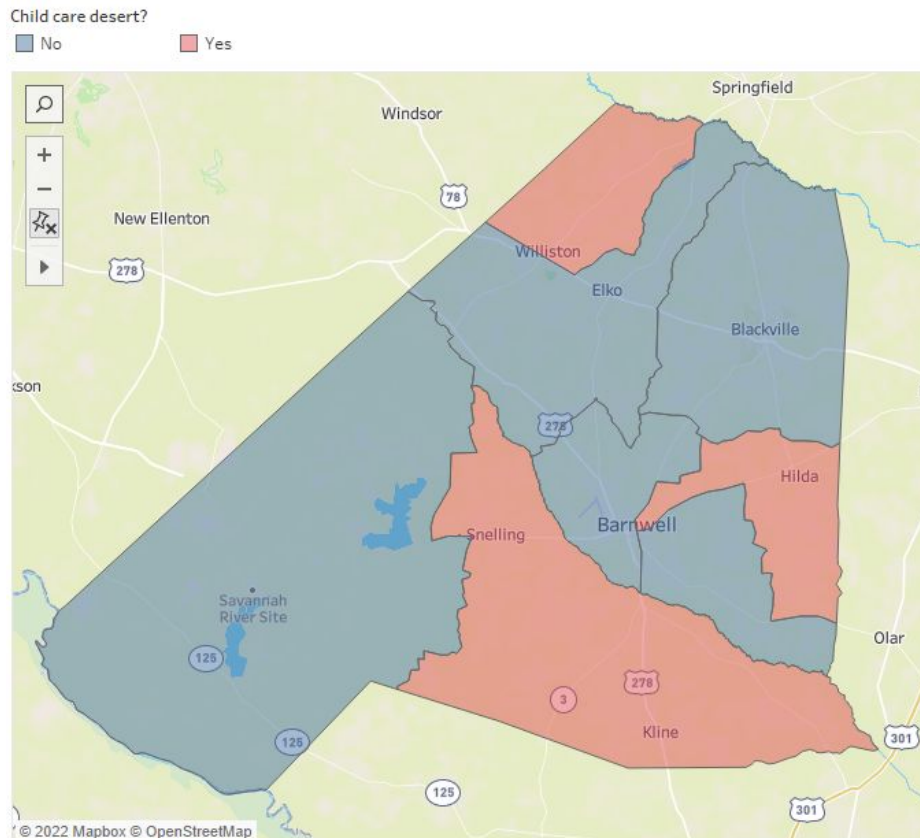 Child care desert?
No Yes
Springfield
Windsor
78
New Ellenton
278
Williston
Elko
Blackville
kson
278
Hilda
Barnwell
Snelling
Savannah
River Site
125
Olar
278
3
Kline
301
125
125
301
© 2022 Mapbox © OpenStreetMap